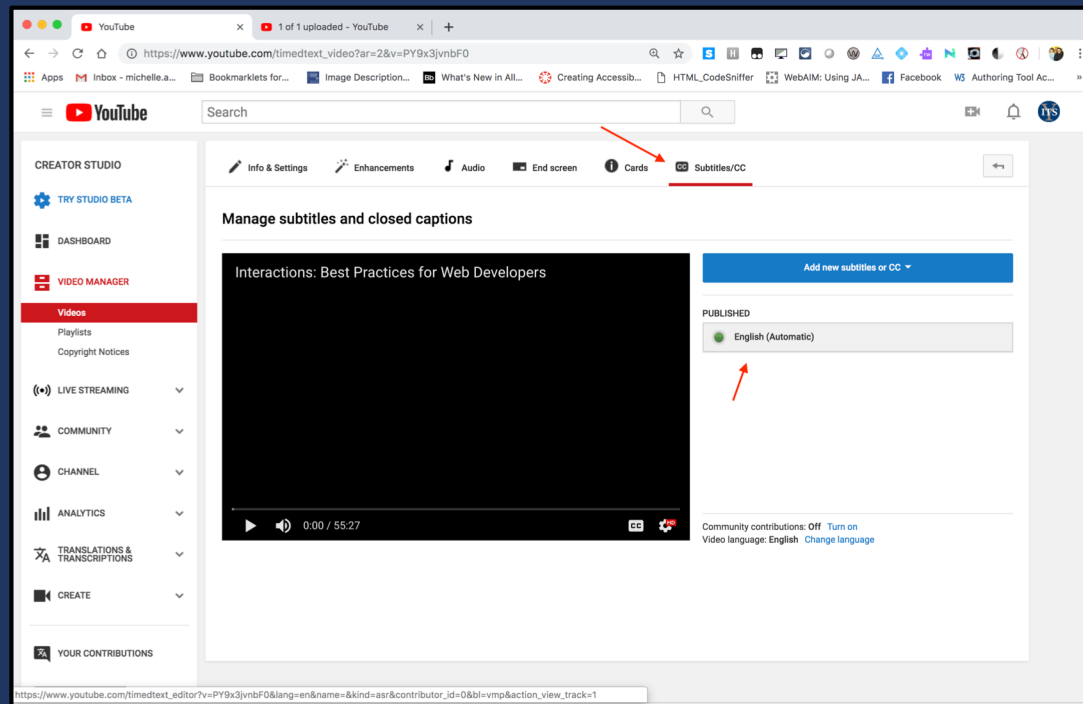 YouTube
1 of 1 uploaded - YouTube
https://www.youtube.com/timedtext_video?ar=2&v=PY9x3jvnbF0
Apps
Inbox - michelle.a...
Bookmarklets for...
Image Description...
Bb What's New in All...
Creating Accessib...
HTML_CodeSniffer
WebAIM: Using JA...
Facebook
W3 Authoring Tool Ac...
YouTube
Search
ITS
CREATOR STUDIO
TRY STUDIO BETA
DASHBOARD
VIDEO MANAGER
Videos
Playlists
Copyright Notices
LIVE STREAMING
COMMUNITY
CHANNEL
ANALYTICS
TRANSLATIONS &
TRANSCRIPTIONS
CREATE
YOUR CONTRIBUTIONS
Info & Settings
Enhancements
Audio
End screen
Cards
CC Subtitles/CC
Manage subtitles and closed captions
Interactions: Best Practices for Web Developers
0:00 / 55:27
CC
HD
Add new subtitles or CC
PUBLISHED
English (Automatic)
Community contributions: Off Turn on
Video language: English Change language
https://www.youtube.com/timedtext_editor?v=PY9x3jvnbF0&lang=en&name=&kind=asr&contributor_id=0&bl=vmp&action_view_track=1